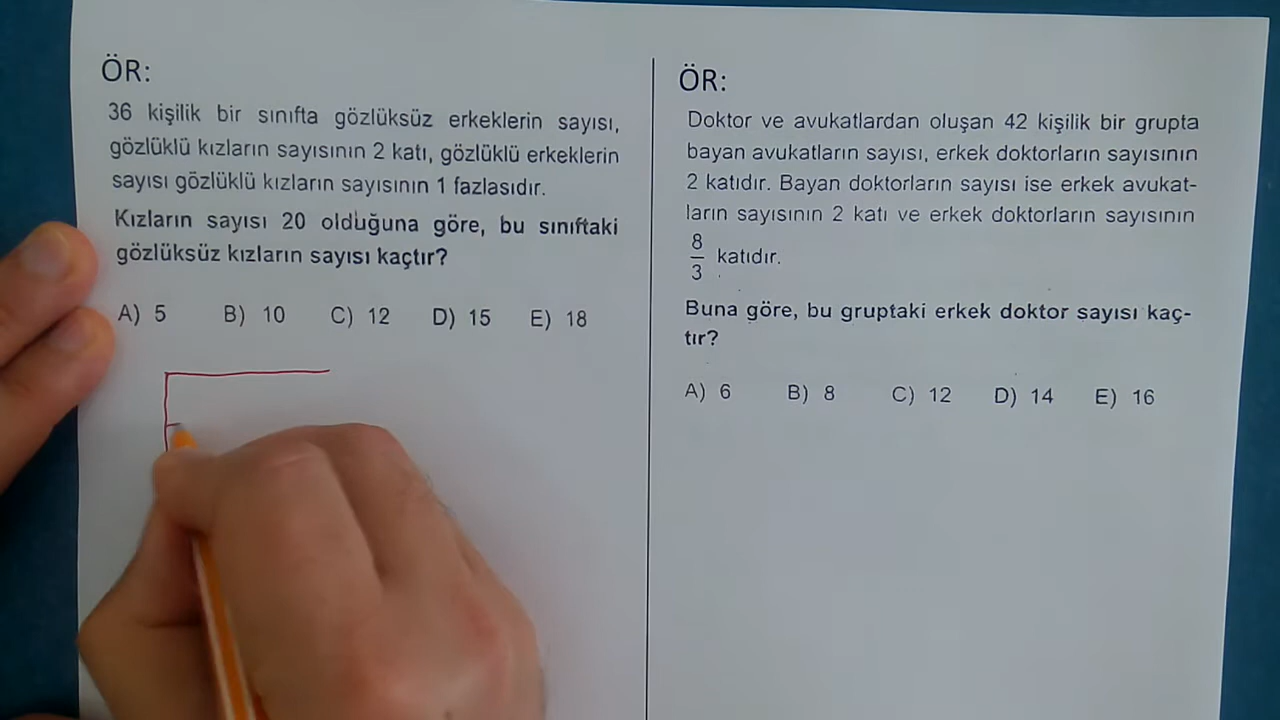 ÖR:
36 kişilik bir sınıfta gözlüksüz erkeklerin sayısı,
gözlüklü kızların sayısının 2 katı, gözlüklü erkeklerin
sayısı gözlüklü kızların sayısının 1 fazlasıdır.
Kızların sayısı 20 olduğuna göre, bu sınıftaki
gözlüksüz kızların sayısı kaçtır?
A) 5 B) 10 C) 12 D) 15 E) 18
ÖR:
Doktor ve avukatlardan oluşan 42 kişilik bir grupta
bayan avukatların sayısı, erkek doktorların sayısının
2 katıdır. Bayan doktorların sayısı ise erkek avukat-
ların sayısının 2 katı ve erkek doktorların sayısının
8/3 katıdır.
Buna göre, bu gruptaki erkek doktor sayısı kaç-
tır?
A) 6 B) 8 C) 12 D) 14 E) 16